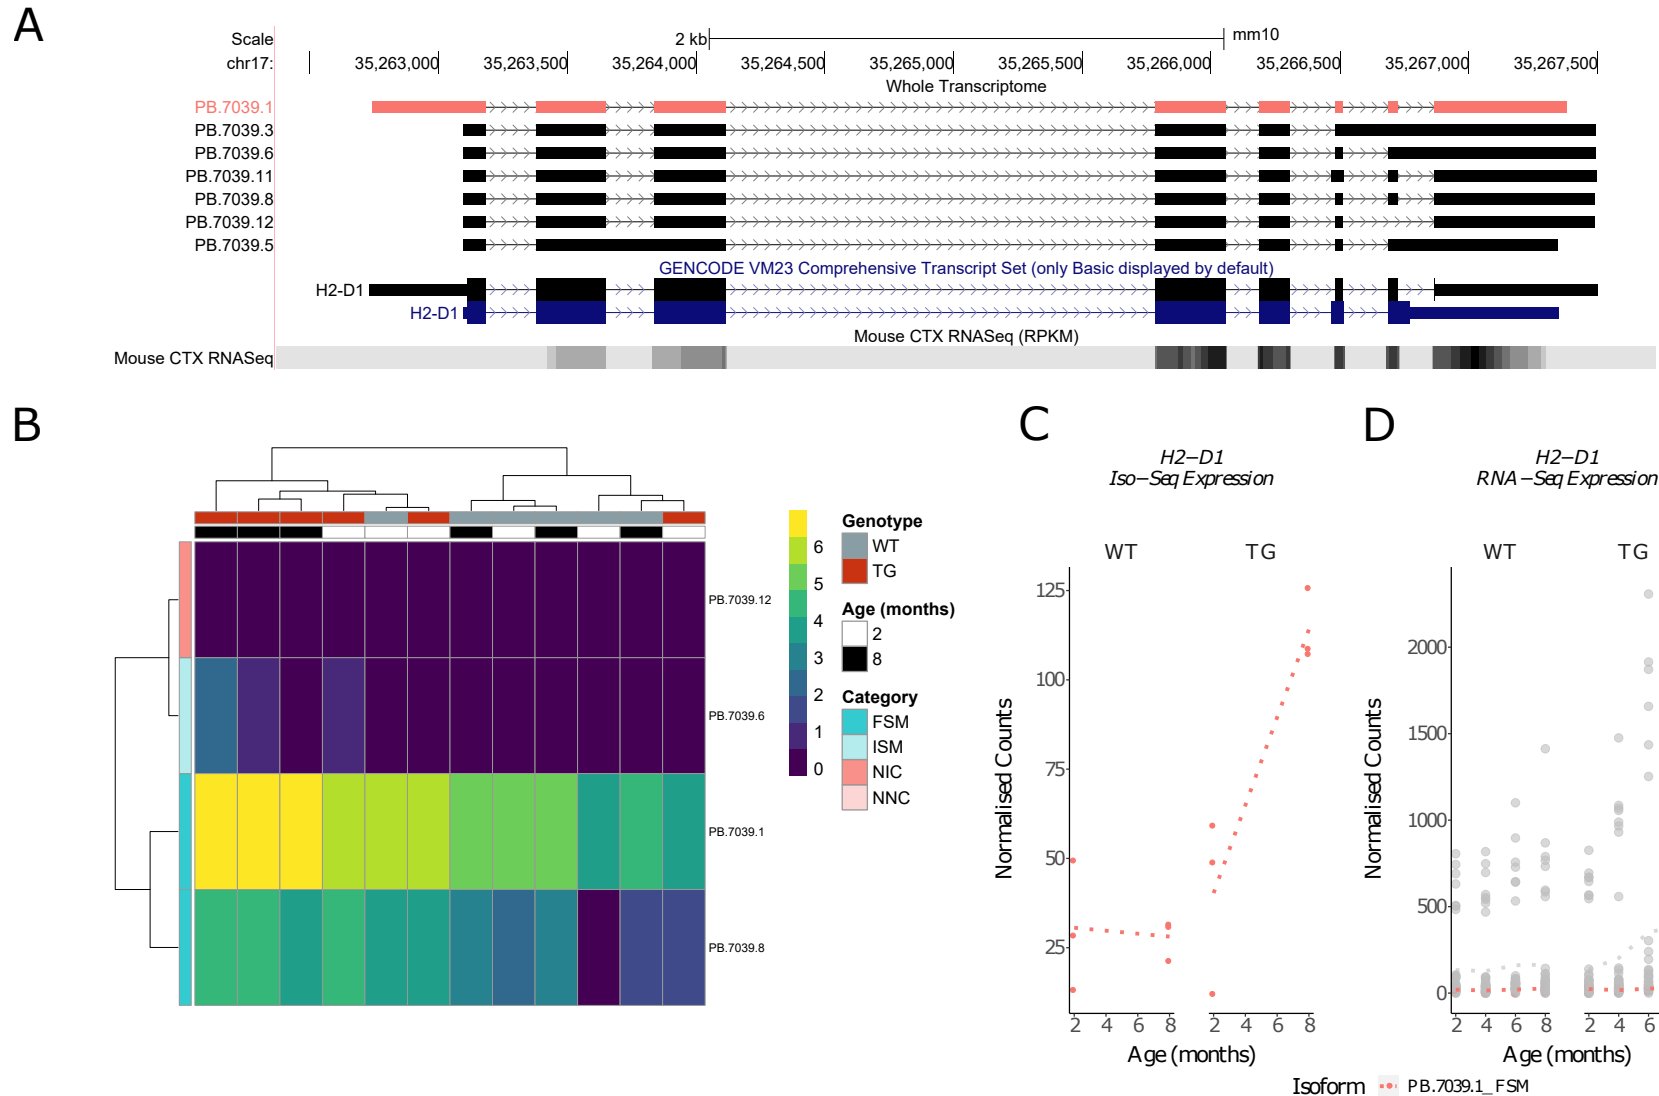 A
Scale
2 kb
mm10
chr17:
35,263,000
35,263,500
35,264,000
35,264,500
35,265,000
35,265,500
35,266,000
35,266,500
35,267,000
35,267,500
Whole Transcriptome
PB.7039.1
PB.7039.3
PB.7039.6
PB.7039.11
PB.7039.8
PB.7039.12
PB.7039.5
GENCODE VM23 Comprehensive Transcript Set (only Basic displayed by default)
H2-D1
H2-D1
Mouse CTX RNASeq (RPKM)
Mouse CTX RNASeq
B
PB.7039.12
PB.7039.6
PB.7039.1
PB.7039.8
6
5
4
3
2
1
0
Genotype
WT
TG
Age (months)
2
8
Category
FSM
ISM
NIC
NNC
C
H2−D1
Iso−Seq Expression
WT
TG
Normalised Counts
125
100
75
50
25
2 4 6 8
2 4 6 8
Age (months)
D
H2−D1
RNA−Seq Expression
WT
TG
Normalised Counts
2000
1500
1000
500
0
2 4 6 8
2 4 6
Age (months)
Isoform
PB.7039.1_FSM